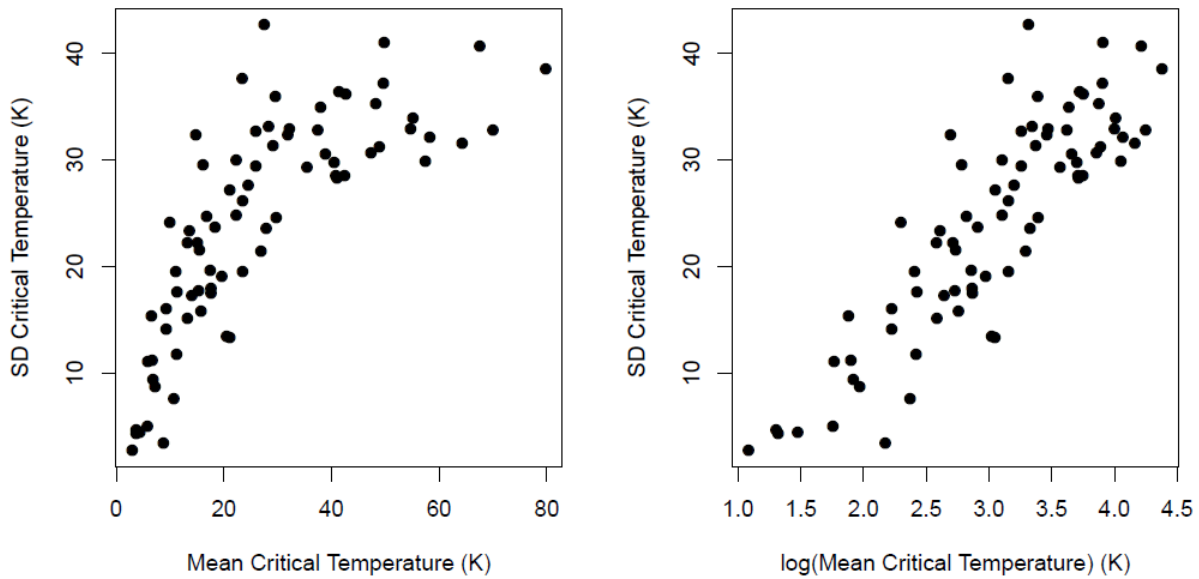 SD Critical Temperature (K)
40
30
20
10
0 20 40 60 80
Mean Critical Temperature (K)
SD Critical Temperature (K)
40
30
20
10
1.0 1.5 2.0 2.5 3.0 3.5 4.0 4.5
log(Mean Critical Temperature) (K)